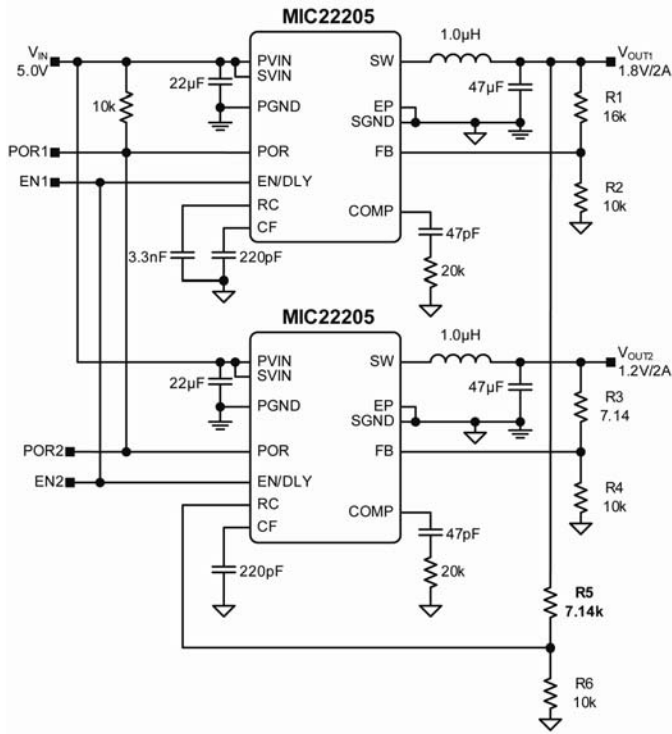 MIC22205
VIN
5.0V
10k
22µF
PVIN
SVIN
PGND
POR
EN/DLY
RC
CF
SW
EP
SGND
FB
COMP
1.0µH
47µF
VOUT1
1.8V/2A
R1
16k
R2
10k
POR1
EN1
3.3nF
220pF
47pF
20k
MIC22205
22µF
PVIN
SVIN
PGND
POR
EN/DLY
RC
CF
SW
EP
SGND
FB
COMP
1.0µH
47µF
VOUT2
1.2V/2A
R3
7.14
R4
10k
POR2
EN2
220pF
47pF
20k
R5
7.14k
R6
10k